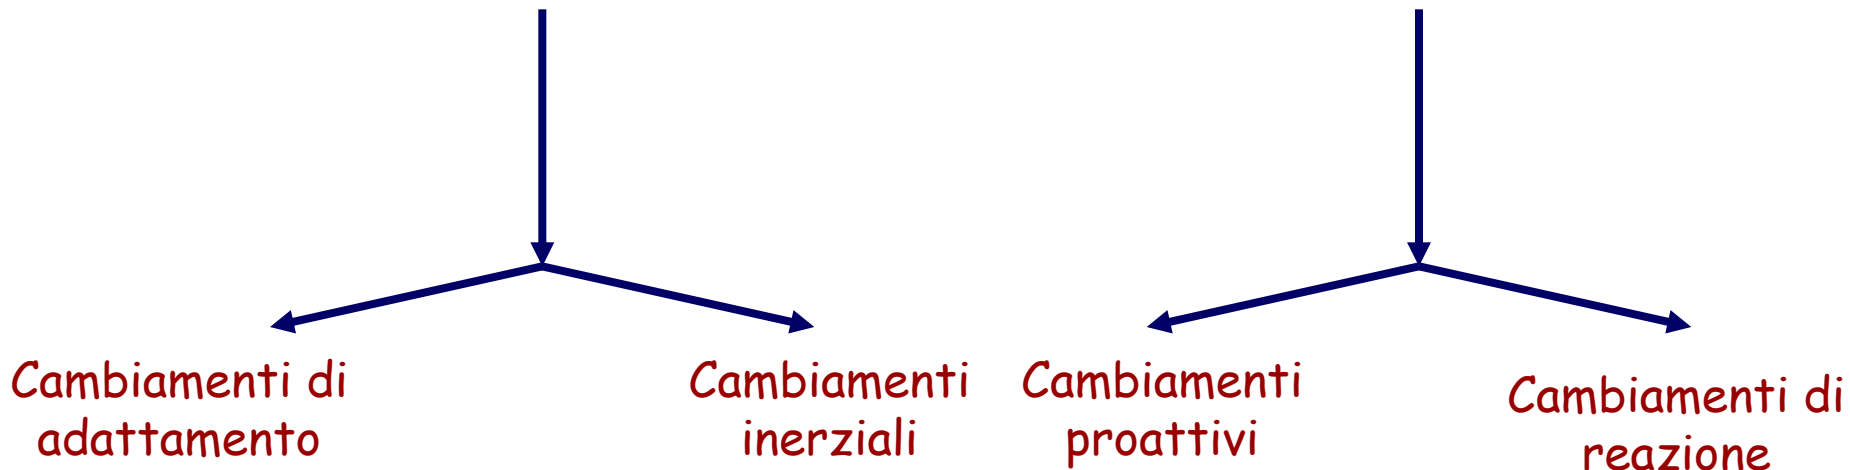 Cambiamenti di
adattamento
Cambiamenti
inerziali
Cambiamenti
proattivi
Cambiamenti di
reazione